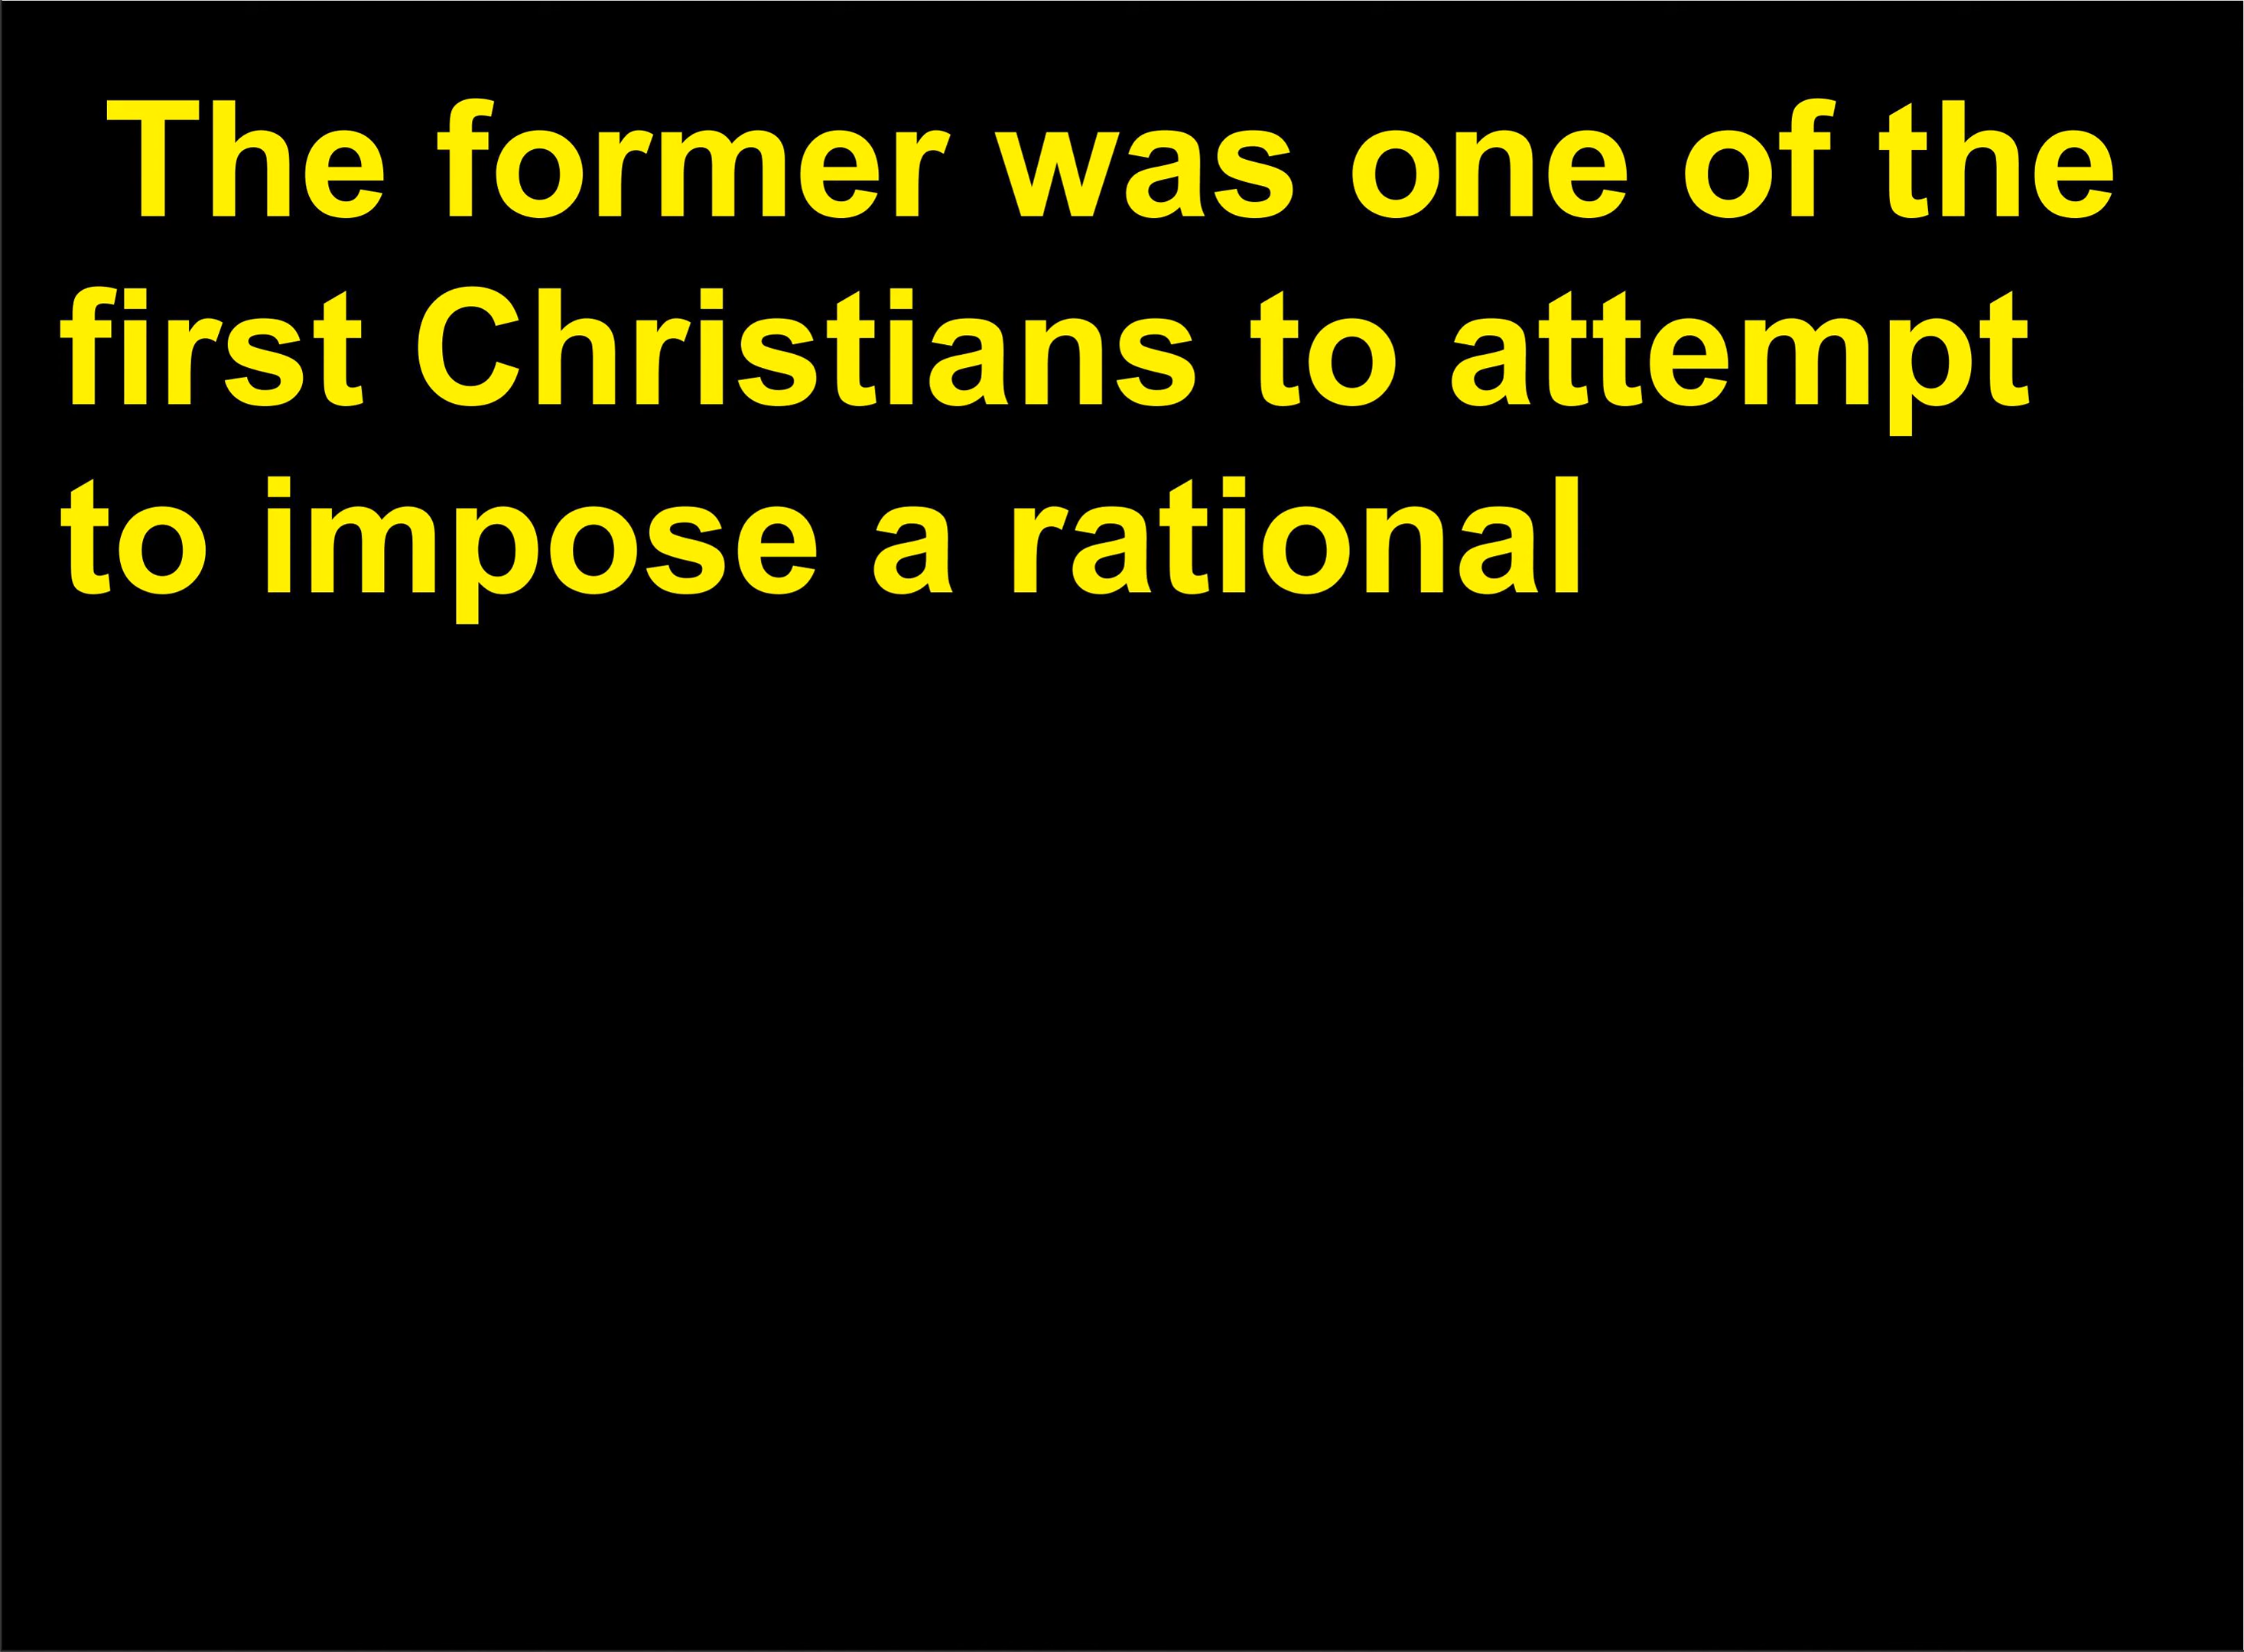 The former was one of the
first Christians to attempt
to impose a rational